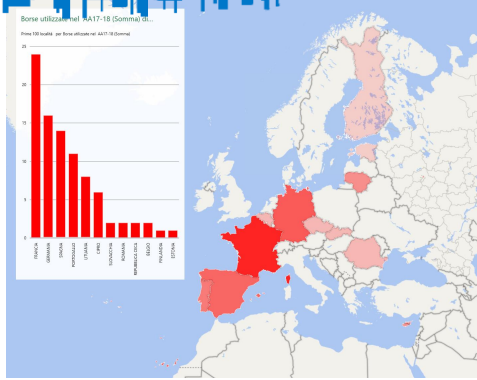 Borse utilizzate nel AA17-18 (Somma) di...
Prime 100 località per Borse utilizzate nel AA17-18 (Somma)
25
20
15
10
5
0
FRANCIA
GERMANIA
SPAGNA
PORTOGALLO
LITUANIA
CIPRO
SLOVACCHIA
ROMANIA
REPUBBLICA CECA
BELGIO
FINLANDIA
ESTONIA